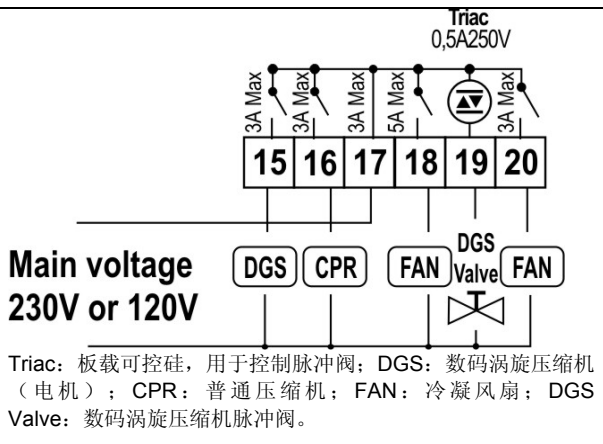 Triac
0,5A250V
3A Max 3A Max 3A Max 5A Max 3A Max
15 16 17 18 19 20
Main voltage
230V or 120V
DGS CPR FAN DGS Valve FAN
Triac：板载可控硅，用于控制脉冲阀；DGS：数码涡旋压缩机
（电机）；CPR：普通压缩机；FAN：冷凝风扇；DGS
Valve：数码涡旋压缩机脉冲阀。